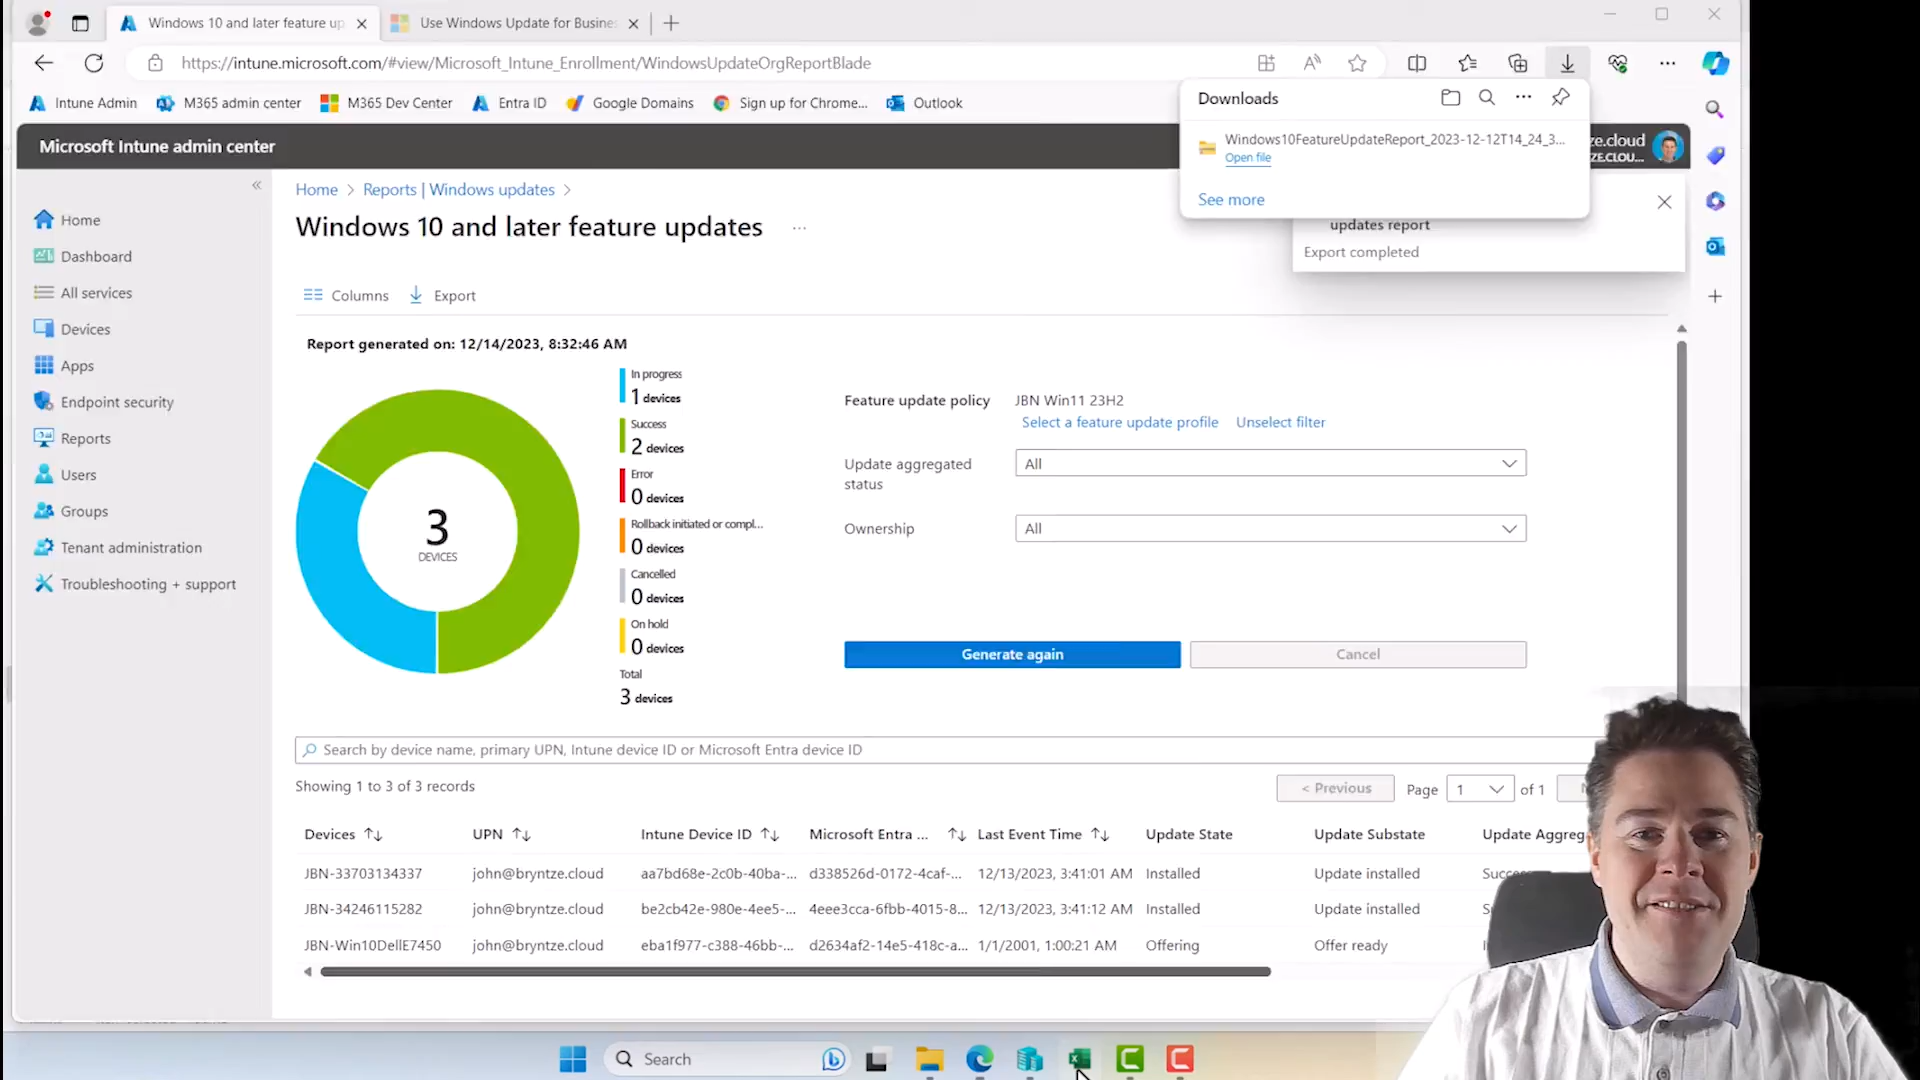 Windows 10 and later feature up
Use Windows Update for Busine
https://intune.microsoft.com/#view/Microsoft_Intune_Enrollment/WindowsUpdateOrgReportBlade
Intune Admin
M365 admin center
M365 Dev Center
Entra ID
Google Domains
Sign up for Chrome...
Outlook
Downloads
Windows10FeatureUpdateReport_2023-12-12T14_24_3...
Open file
See more
Microsoft Intune admin center
ze.cloud
ZE.CLOU...
Home > Reports | Windows updates >
Windows 10 and later feature updates ...
updates report
Export completed
Home
Dashboard
All services
Devices
Apps
Endpoint security
Reports
Users
Groups
Tenant administration
Troubleshooting + support
Columns
Export
Report generated on: 12/14/2023, 8:32:46 AM
3
DEVICES
In progress
1 devices
Success
2 devices
Error
0 devices
Rollback initiated or compl...
0 devices
Cancelled
0 devices
On hold
0 devices
Total
3 devices
Feature update policy
JBN Win11 23H2
Select a feature update profile
Unselect filter
Update aggregated
status
All
Ownership
All
Generate again
Cancel
Search by device name, primary UPN, Intune device ID or Microsoft Entra device ID
Showing 1 to 3 of 3 records
< Previous
Page
1
of 1
Devices UPN Intune Device ID Microsoft Entra ... Last Event Time Update State Update Substate Update Aggreg
JBN-33703134337 john@bryntze.cloud aa7bd68e-2c0b-40ba-... d338526d-0172-4caf-... 12/13/2023, 3:41:01 AM Installed Update installed
JBN-34246115282 john@bryntze.cloud be2cb42e-980e-4ee5-... 4eee3cca-6fbb-4015-8... 12/13/2023, 3:41:12 AM Installed Update installed
JBN-Win10DellE7450 john@bryntze.cloud eba1f977-c388-46bb-... d2634af2-14e5-418c-a... 1/1/2001, 1:00:21 AM Offering Offer ready
Search